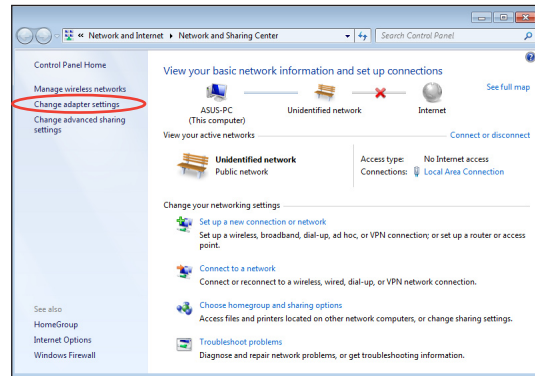 « Network and Internet ▸ Network and Sharing Center
Search Control Panel
Control Panel Home
Manage wireless networks
Change adapter settings
Change advanced sharing
settings
See also
HomeGroup
Internet Options
Windows Firewall
View your basic network information and set up connections
See full map
ASUS-PC
(This computer)
Unidentified network
Internet
View your active networks
Connect or disconnect
Unidentified network
Public network
Access type: No Internet access
Connections: Local Area Connection
Change your networking settings
Set up a new connection or network
Set up a wireless, broadband, dial-up, ad hoc, or VPN connection; or set up a router or access
point.
Connect to a network
Connect or reconnect to a wireless, wired, dial-up, or VPN network connection.
Choose homegroup and sharing options
Access files and printers located on other network computers, or change sharing settings.
Troubleshoot problems
Diagnose and repair network problems, or get troubleshooting information.